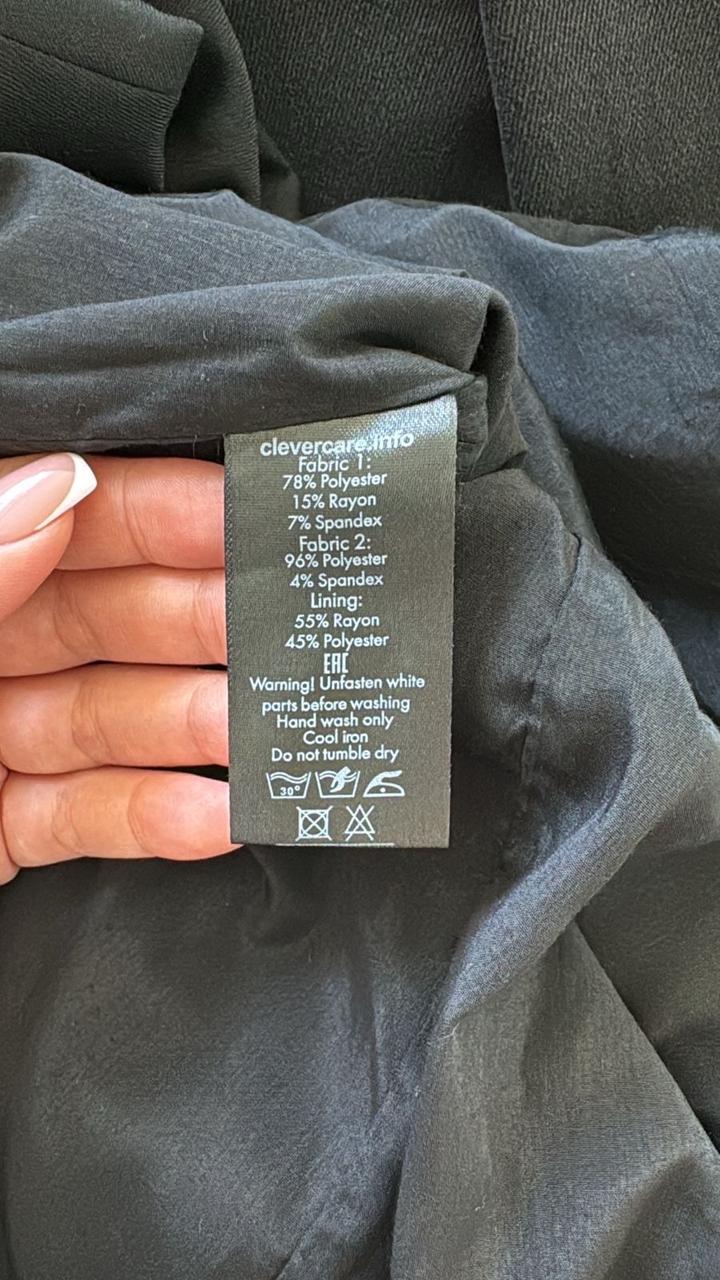 clevercare.info
Fabric 1:
78% Polyester
15% Rayon
7% Spandex
Fabric 2:
96% Polyester
4% Spandex
Lining:
55% Rayon
45% Polyester
EAC
Warning! Unfasten white
parts before washing
Hand wash only
Cool iron
Do not tumble dry
30°